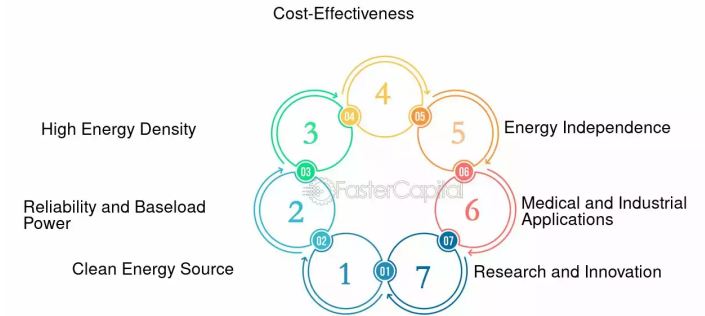 Cost-Effectiveness
4
04
05
High Energy Density
3
5
Energy Independence
03
06
FasterCapital
Reliability and Baseload
Power
2
6
Medical and Industrial
Applications
02
07
Clean Energy Source
1
01
7
Research and Innovation